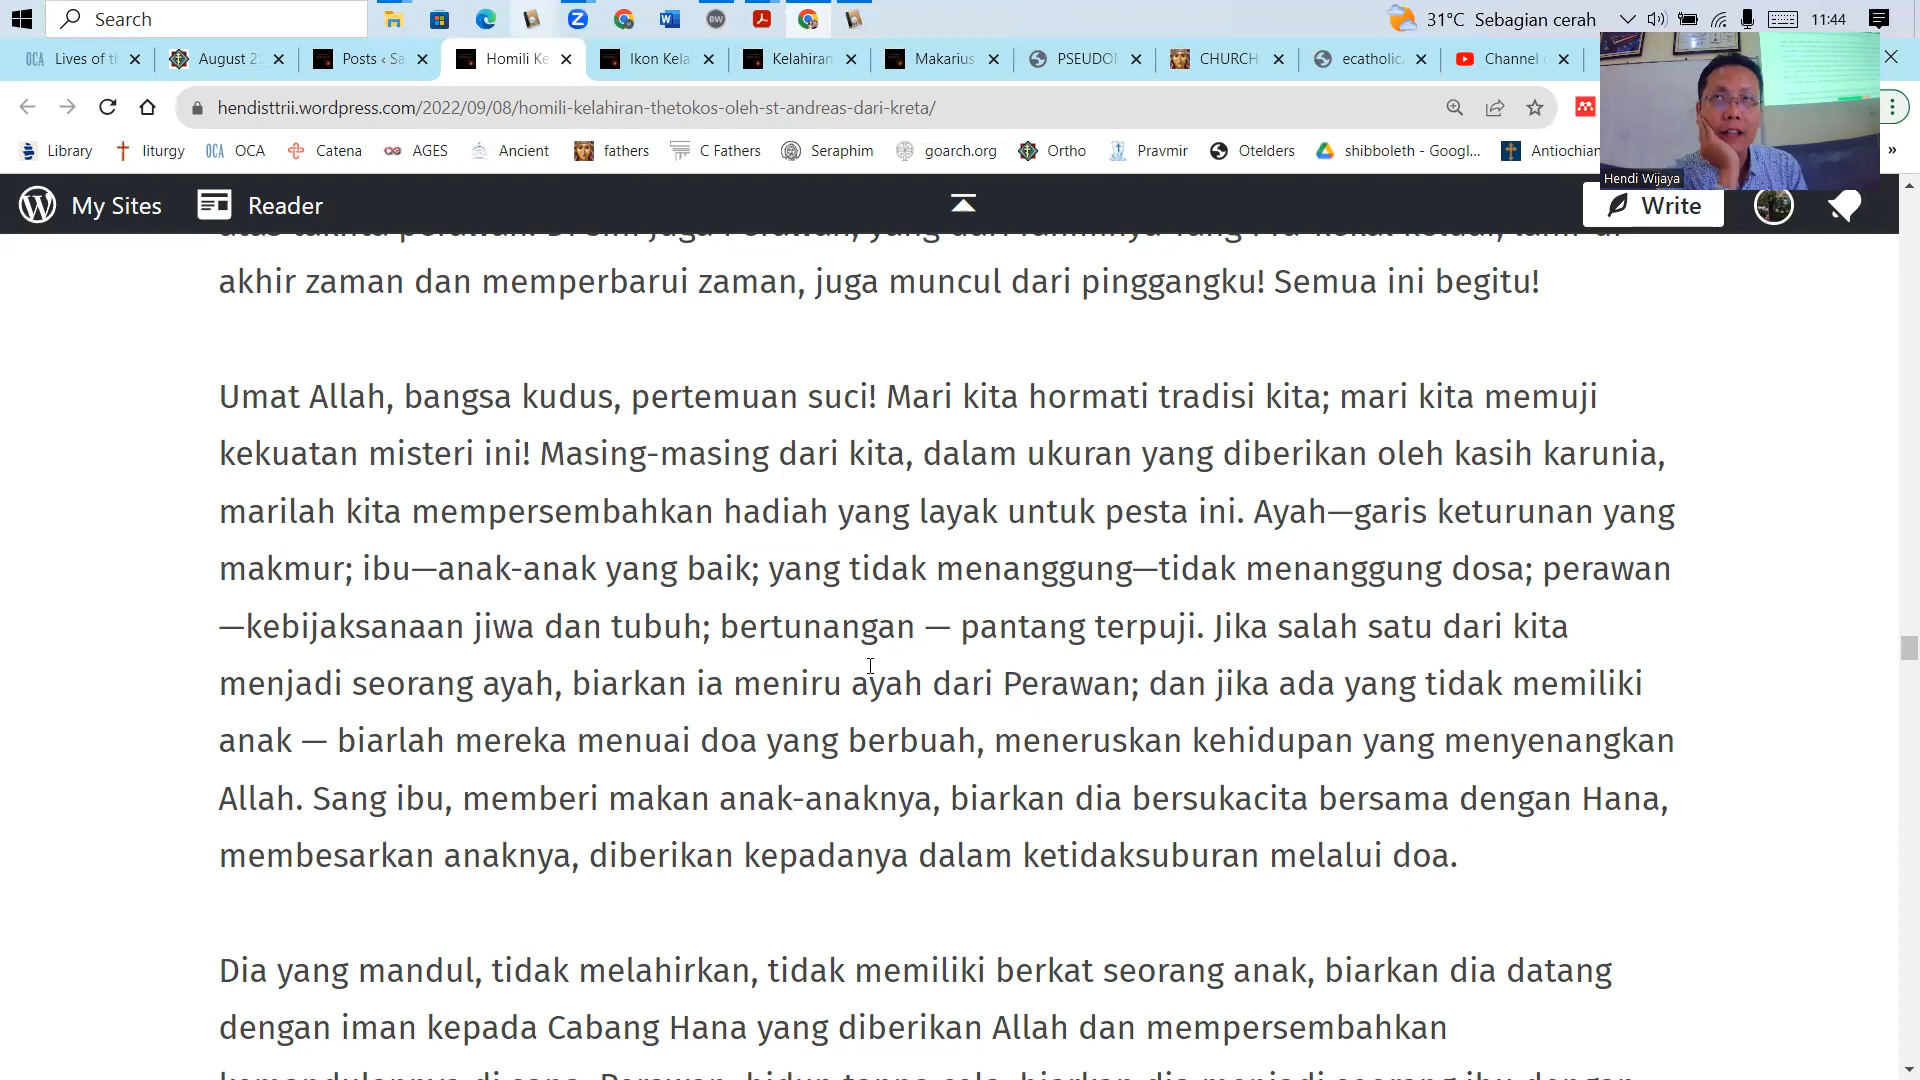 Search
31°C Sebagian cerah
11:44
Lives of th
August 2
Posts ‹ Sa
Homili Ke
Ikon Kela
Kelahiran
Makarius
PSEUDO
CHURCH
ecatholic
Channel
hendisttrii.wordpress.com/2022/09/08/homili-kelahiran-thetokos-oleh-st-andreas-dari-kreta/
Library liturgy OCA Catena AGES Ancient fathers C Fathers Seraphim goarch.org Ortho Pravmir Otelders shibboleth - Googl... Antiochian »
Hendi Wijaya
My Sites Reader Write
akhir zaman dan memperbarui zaman, juga muncul dari pinggangku! Semua ini begitu!
Umat Allah, bangsa kudus, pertemuan suci! Mari kita hormati tradisi kita; mari kita memuji
kekuatan misteri ini! Masing-masing dari kita, dalam ukuran yang diberikan oleh kasih karunia,
marilah kita mempersembahkan hadiah yang layak untuk pesta ini. Ayah—garis keturunan yang
makmur; ibu—anak-anak yang baik; yang tidak menanggung—tidak menanggung dosa; perawan
—kebijaksanaan jiwa dan tubuh; bertunangan — pantang terpuji. Jika salah satu dari kita
menjadi seorang ayah, biarkan ia meniru ayah dari Perawan; dan jika ada yang tidak memiliki
anak — biarlah mereka menuai doa yang berbuah, meneruskan kehidupan yang menyenangkan
Allah. Sang ibu, memberi makan anak-anaknya, biarkan dia bersukacita bersama dengan Hana,
membesarkan anaknya, diberikan kepadanya dalam ketidaksuburan melalui doa.
Dia yang mandul, tidak melahirkan, tidak memiliki berkat seorang anak, biarkan dia datang
dengan iman kepada Cabang Hana yang diberikan Allah dan mempersembahkan